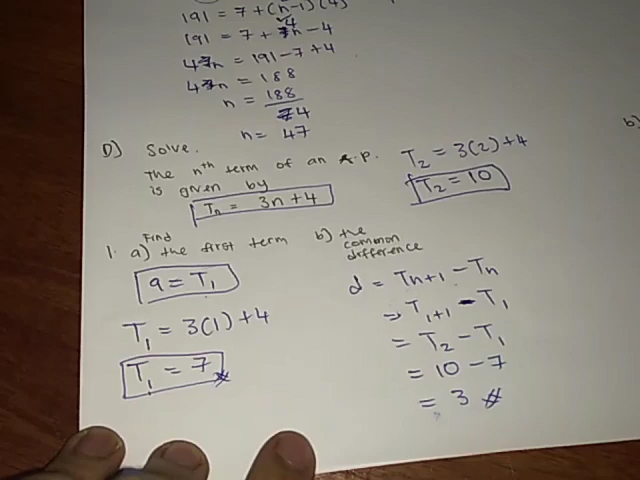 191 = 7 + (n-1)(4)
191 = 7 + 4n - 4
4n = 191 - 7 + 4
4n = 188
n = 188
4
n = 47
D) Solve.
The nth term of an A.P.
is given by
Tn = 3n + 4
T2 = 3(2) + 4
T2 = 10
Find
1. a) the first term
a = T1
T1 = 3(1) + 4
T1 = 7
b) the
common
difference
d = Tn+1 - Tn
= T1+1 - T1
= T2 - T1
= 10 - 7
= 3 #
b)